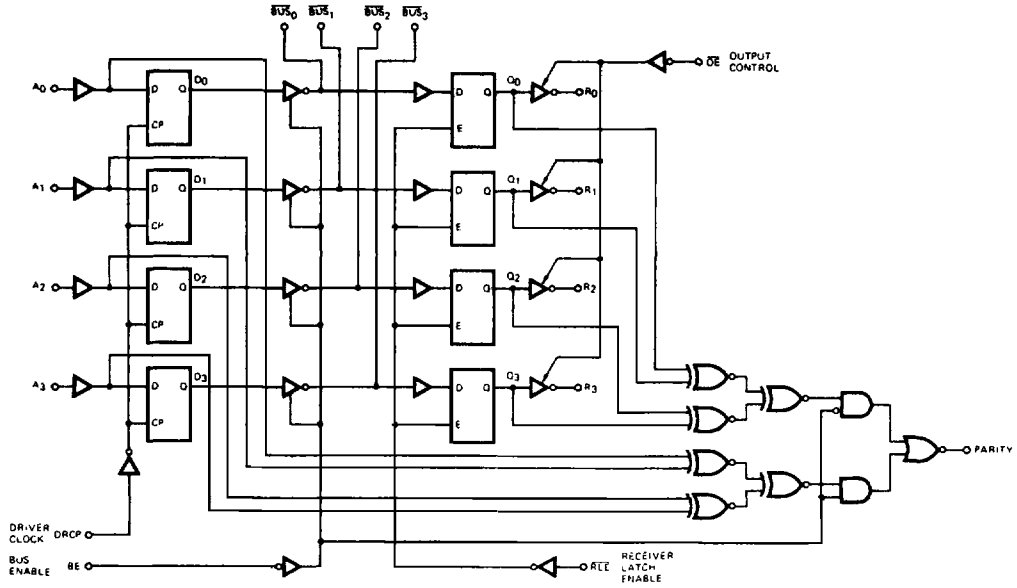 BUS0 BUS1 BUS2 BUS3
OE OUTPUT CONTROL
A0 D Q D0 D Q Q0 R0
CP E
A1 D Q D1 D Q Q1 R1
CP E
A2 D Q D2 D Q Q2 R2
CP E
A3 D Q D3 D Q Q3 R3
CP E
PARITY
DRIVER CLOCK DRCP
BUS ENABLE BE
RLE RECEIVER LATCH ENABLE